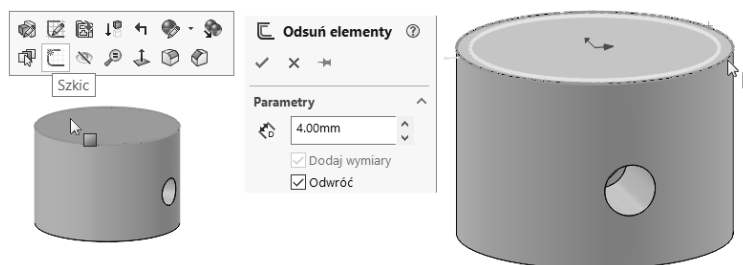 Szkic
Odsuń elementy
Parametry
D
4.00mm
Dodaj wymiary
Odwróć